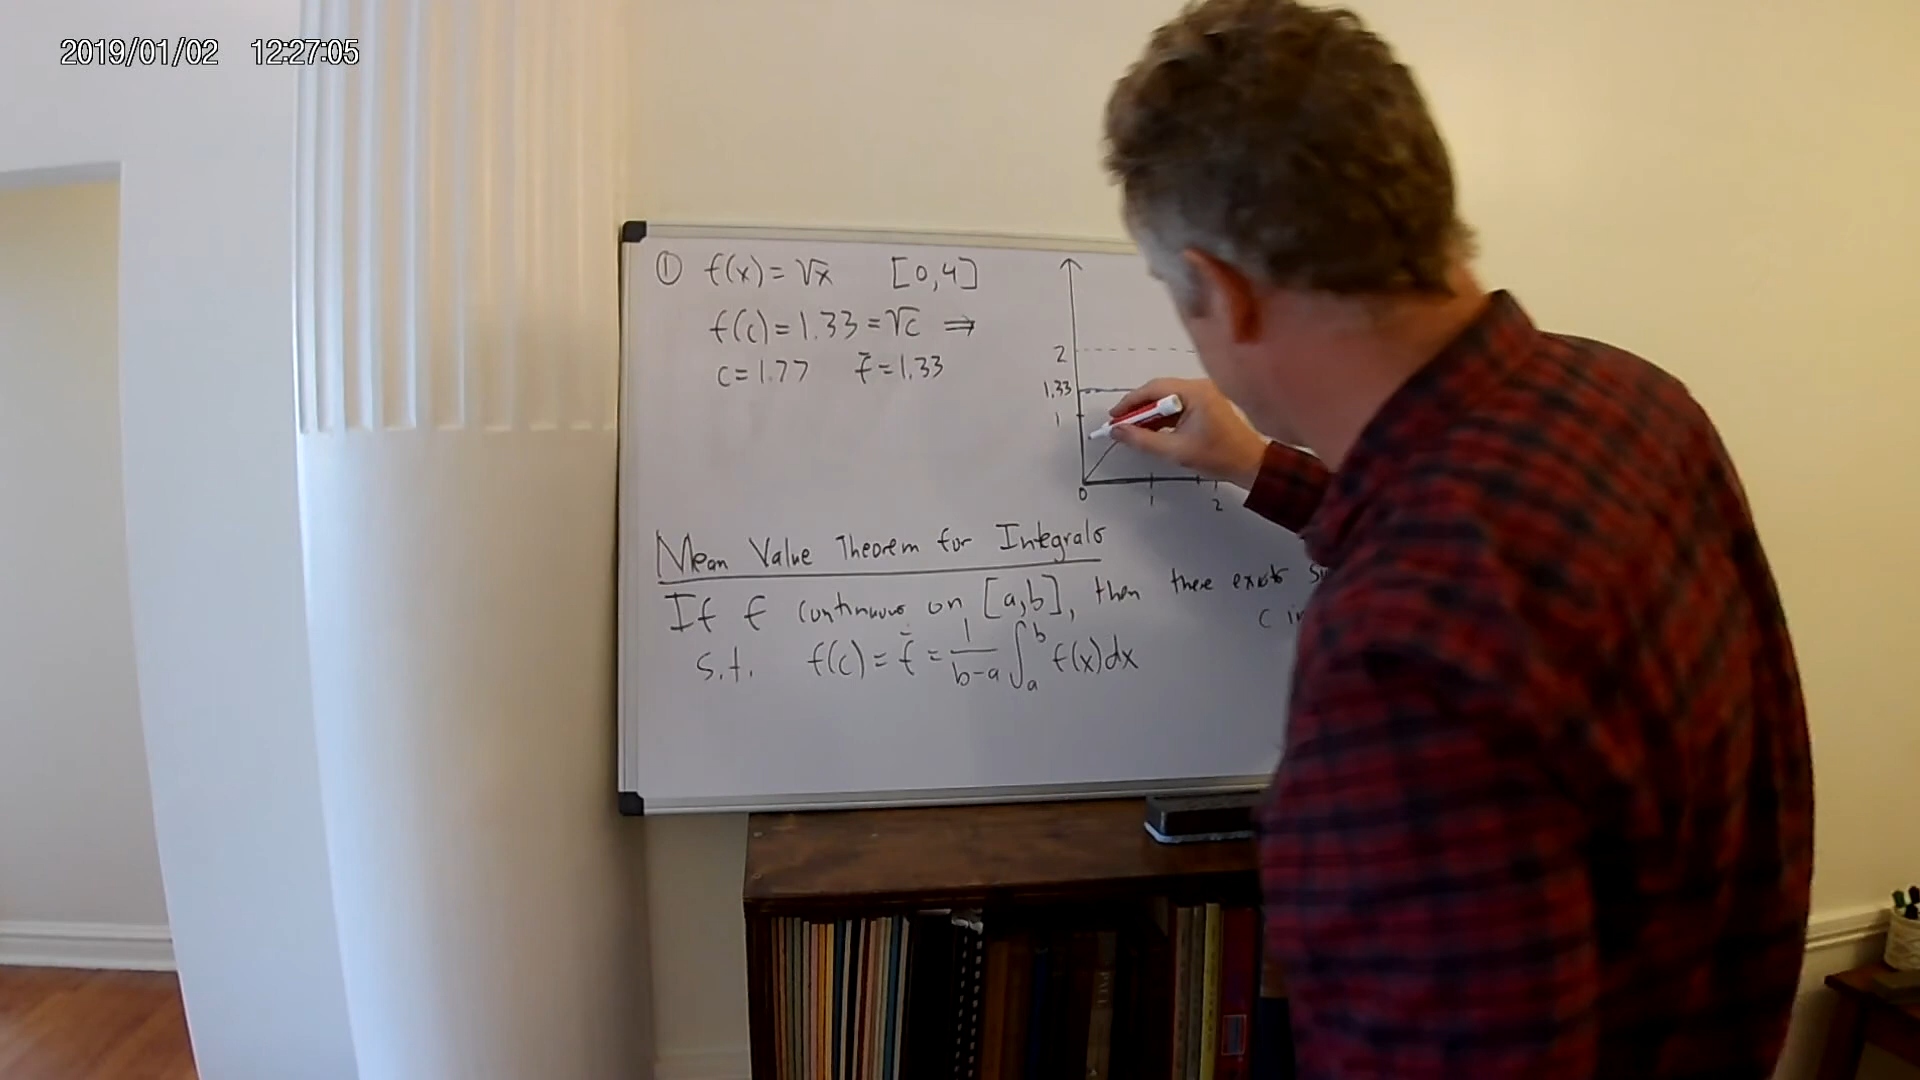 2019/01/02 12:27:05
① f(x) = √x [0,4]
f(c) = 1.33 = √c ⇒
c = 1.77 f̄ = 1.33
2
1.33
1
0 1 2
Mean Value Theorem for Integrals
If f continuous on [a,b], then there exists
c
s.t. f(c) = f̄ = 1/(b-a) ∫_a^b f(x)dx